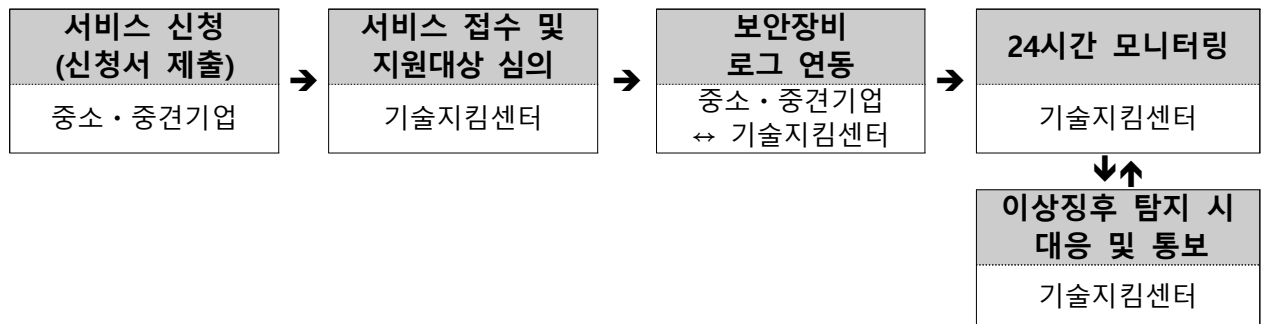 서비스 신청
(신청서 제출)
중소・중견기업
➔
서비스 접수 및
지원대상 심의
기술지킴센터
➔
보안장비
로그 연동
중소・중견기업
↔ 기술지킴센터
➔
24시간 모니터링
기술지킴센터
이상징후 탐지 시
대응 및 통보
기술지킴센터